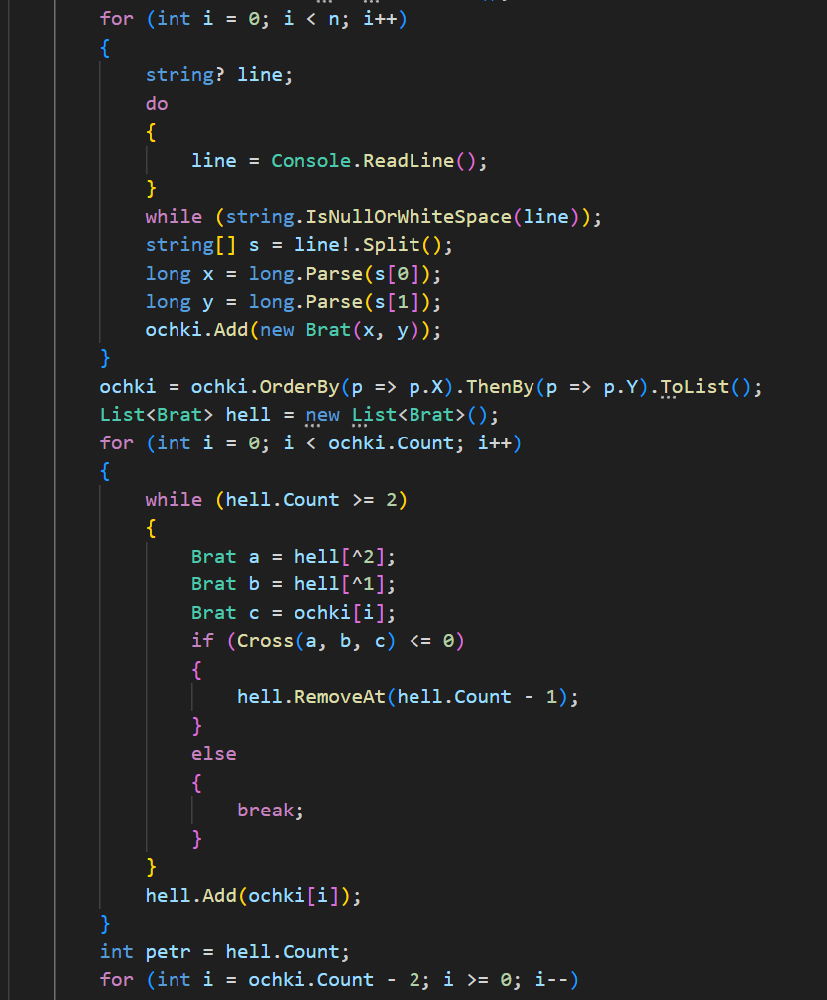 for (int i = 0; i < n; i++)
{
string? line;
do
{
line = Console.ReadLine();
}
while (string.IsNullOrWhiteSpace(line));
string[] s = line!.Split();
long x = long.Parse(s[0]);
long y = long.Parse(s[1]);
ochki.Add(new Brat(x, y));
}
ochki = ochki.OrderBy(p => p.X).ThenBy(p => p.Y).ToList();
List<Brat> hell = new List<Brat>();
for (int i = 0; i < ochki.Count; i++)
{
while (hell.Count >= 2)
{
Brat a = hell[^2];
Brat b = hell[^1];
Brat c = ochki[i];
if (Cross(a, b, c) <= 0)
{
hell.RemoveAt(hell.Count - 1);
}
else
{
break;
}
}
hell.Add(ochki[i]);
}
int petr = hell.Count;
for (int i = ochki.Count - 2; i >= 0; i--)